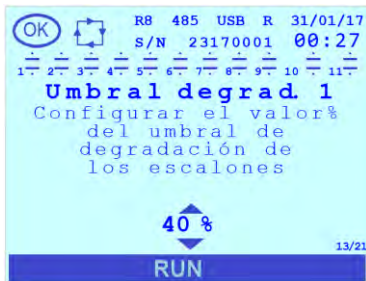 OK R8 485 USB R 31/01/17
S/N 23170001 00:27
1 2 3 4 5 6 7 8 9 10 11
Umbral degrad. 1
Configurar el valor%
del umbral de
degradación de
los escalones
40 %
13/21
RUN